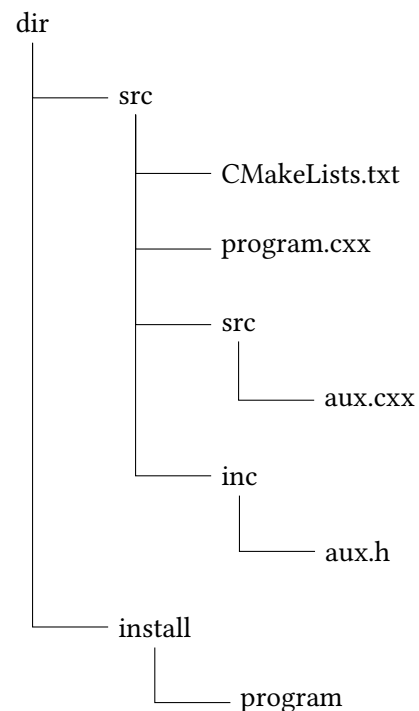 dir
src
CMakeLists.txt
program.cxx
src
aux.cxx
inc
aux.h
install
program